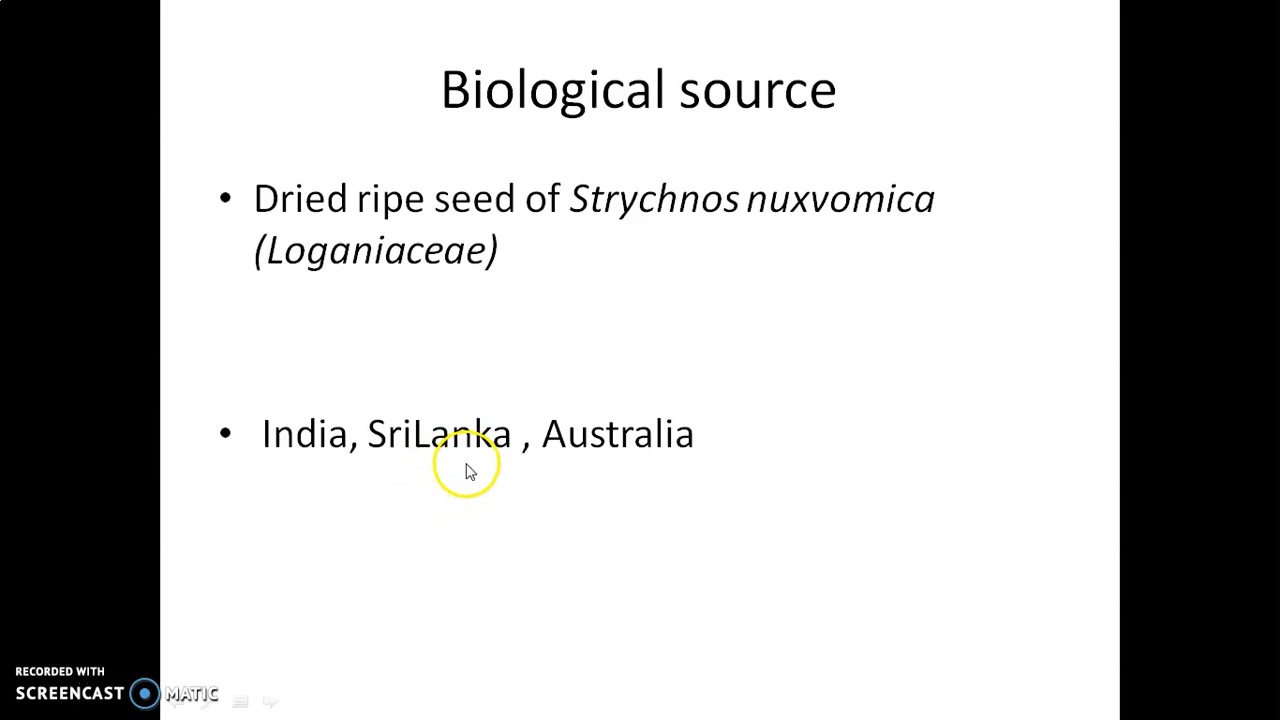 Biological source
• Dried ripe seed of Strychnos nuxvomica
(Loganiaceae)
• India, SriLanka , Australia
RECORDED WITH
SCREENCAST MATIC